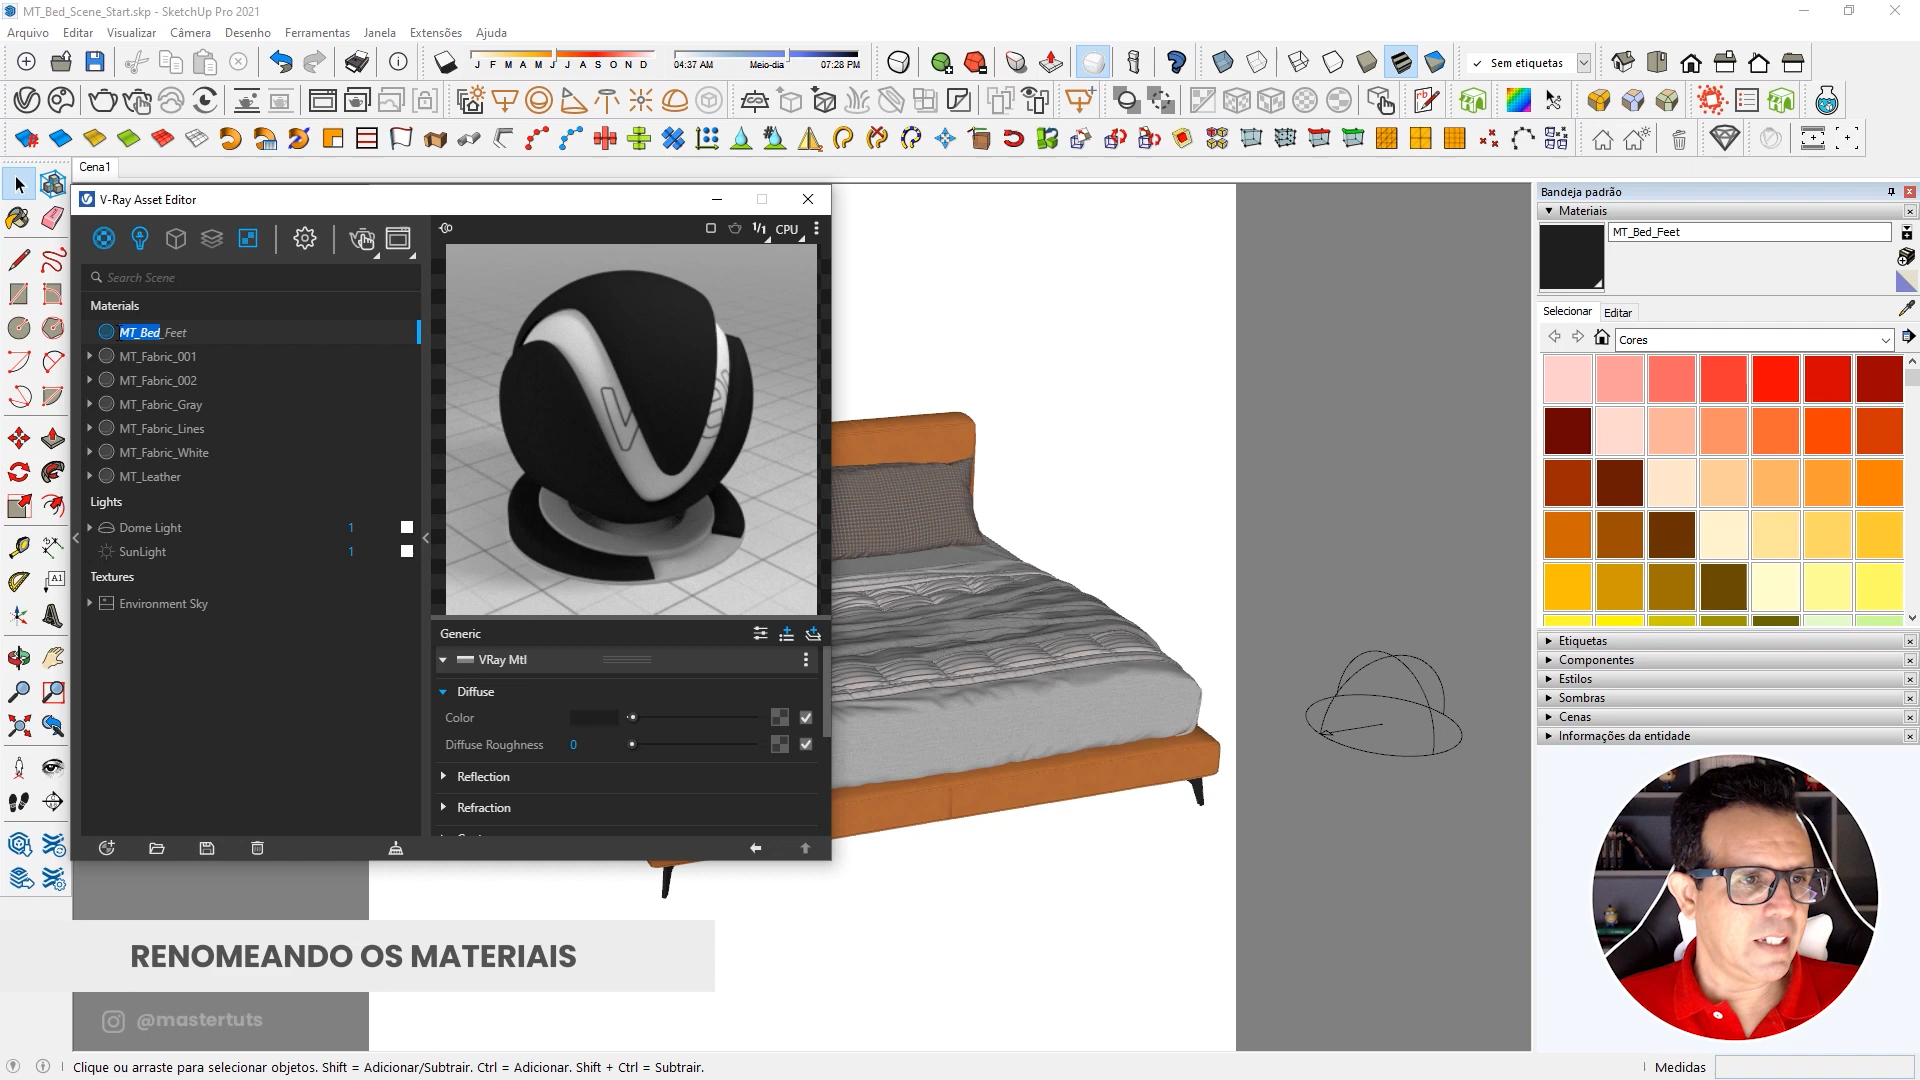 MT_Bed_Scene_Start.skp - SketchUp Pro 2021
Arquivo Editar Visualizar Câmera Desenho Ferramentas Janela Extensões Ajuda
J F M A M J J A S O N D
04:37 AM Meio-dia 07:28 PM
Sem etiquetas
Cena1
V-Ray Asset Editor
1/1 CPU
Search Scene
Materials
MT_Bed_Feet
MT_Fabric_001
MT_Fabric_002
MT_Fabric_Gray
MT_Fabric_Lines
MT_Fabric_White
MT_Leather
Lights
Dome Light 1
SunLight 1
Textures
Environment Sky
Generic
VRay Mtl
Diffuse
Color
Diffuse Roughness 0
Reflection
Refraction
Bandeja padrão
Materiais
MT_Bed_Feet
Selecionar Editar
Cores
Etiquetas
Componentes
Estilos
Sombras
Cenas
Informações da entidade
RENOMEANDO OS MATERIAIS
@mastertuts
Clique ou arraste para selecionar objetos. Shift = Adicionar/Subtrair. Ctrl = Adicionar. Shift + Ctrl = Subtrair.
Medidas